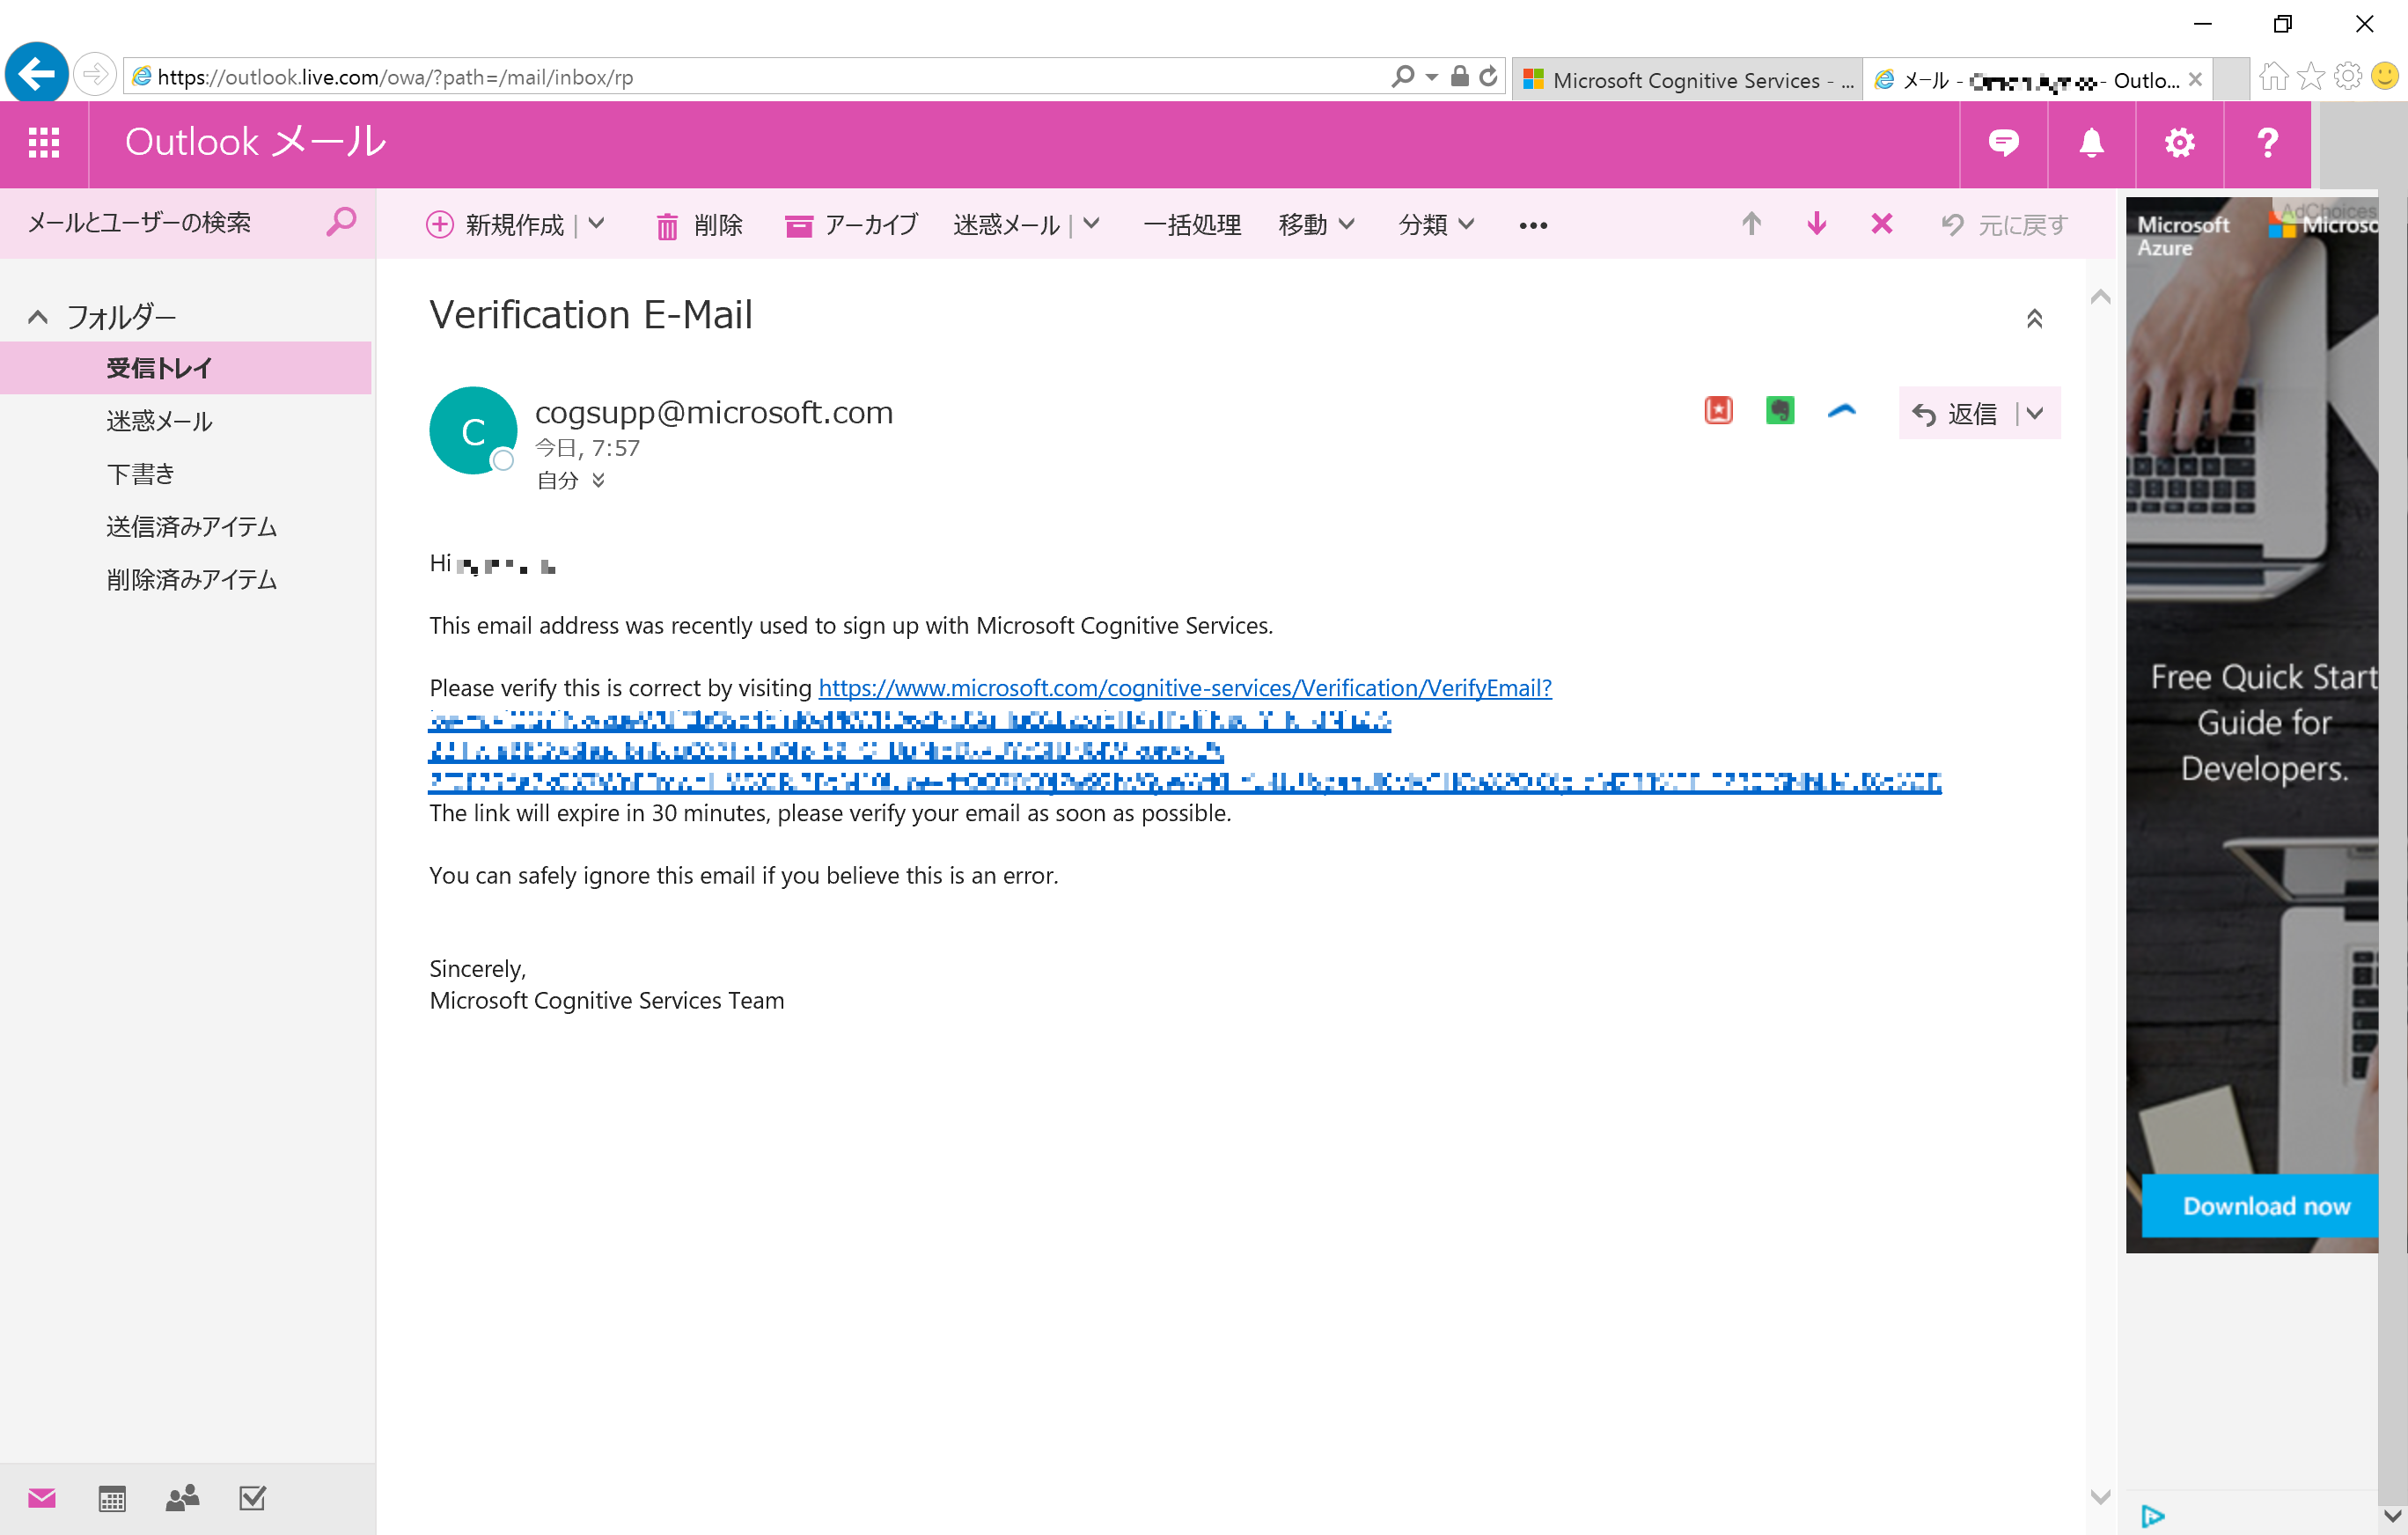 https://outlook.live.com/owa/?path=/mail/inbox/rp
Microsoft Cognitive Services - ...
メール - - Outlo...
Outlook メール
メールとユーザーの検索
新規作成 | 削除 アーカイブ 迷惑メール | 一括処理 移動 分類 ••• 元に戻す
フォルダー
受信トレイ
迷惑メール
下書き
送信済みアイテム
削除済みアイテム
Verification E-Mail
C
cogsupp@microsoft.com
今日, 7:57
自分
返信
Hi
This email address was recently used to sign up with Microsoft Cognitive Services.
Please verify this is correct by visiting https://www.microsoft.com/cognitive-services/Verification/VerifyEmail?
The link will expire in 30 minutes, please verify your email as soon as possible.
You can safely ignore this email if you believe this is an error.
Sincerely,
Microsoft Cognitive Services Team
AdChoices
Microsoft
Azure
Microso
Free Quick Start
Guide for
Developers.
Download now